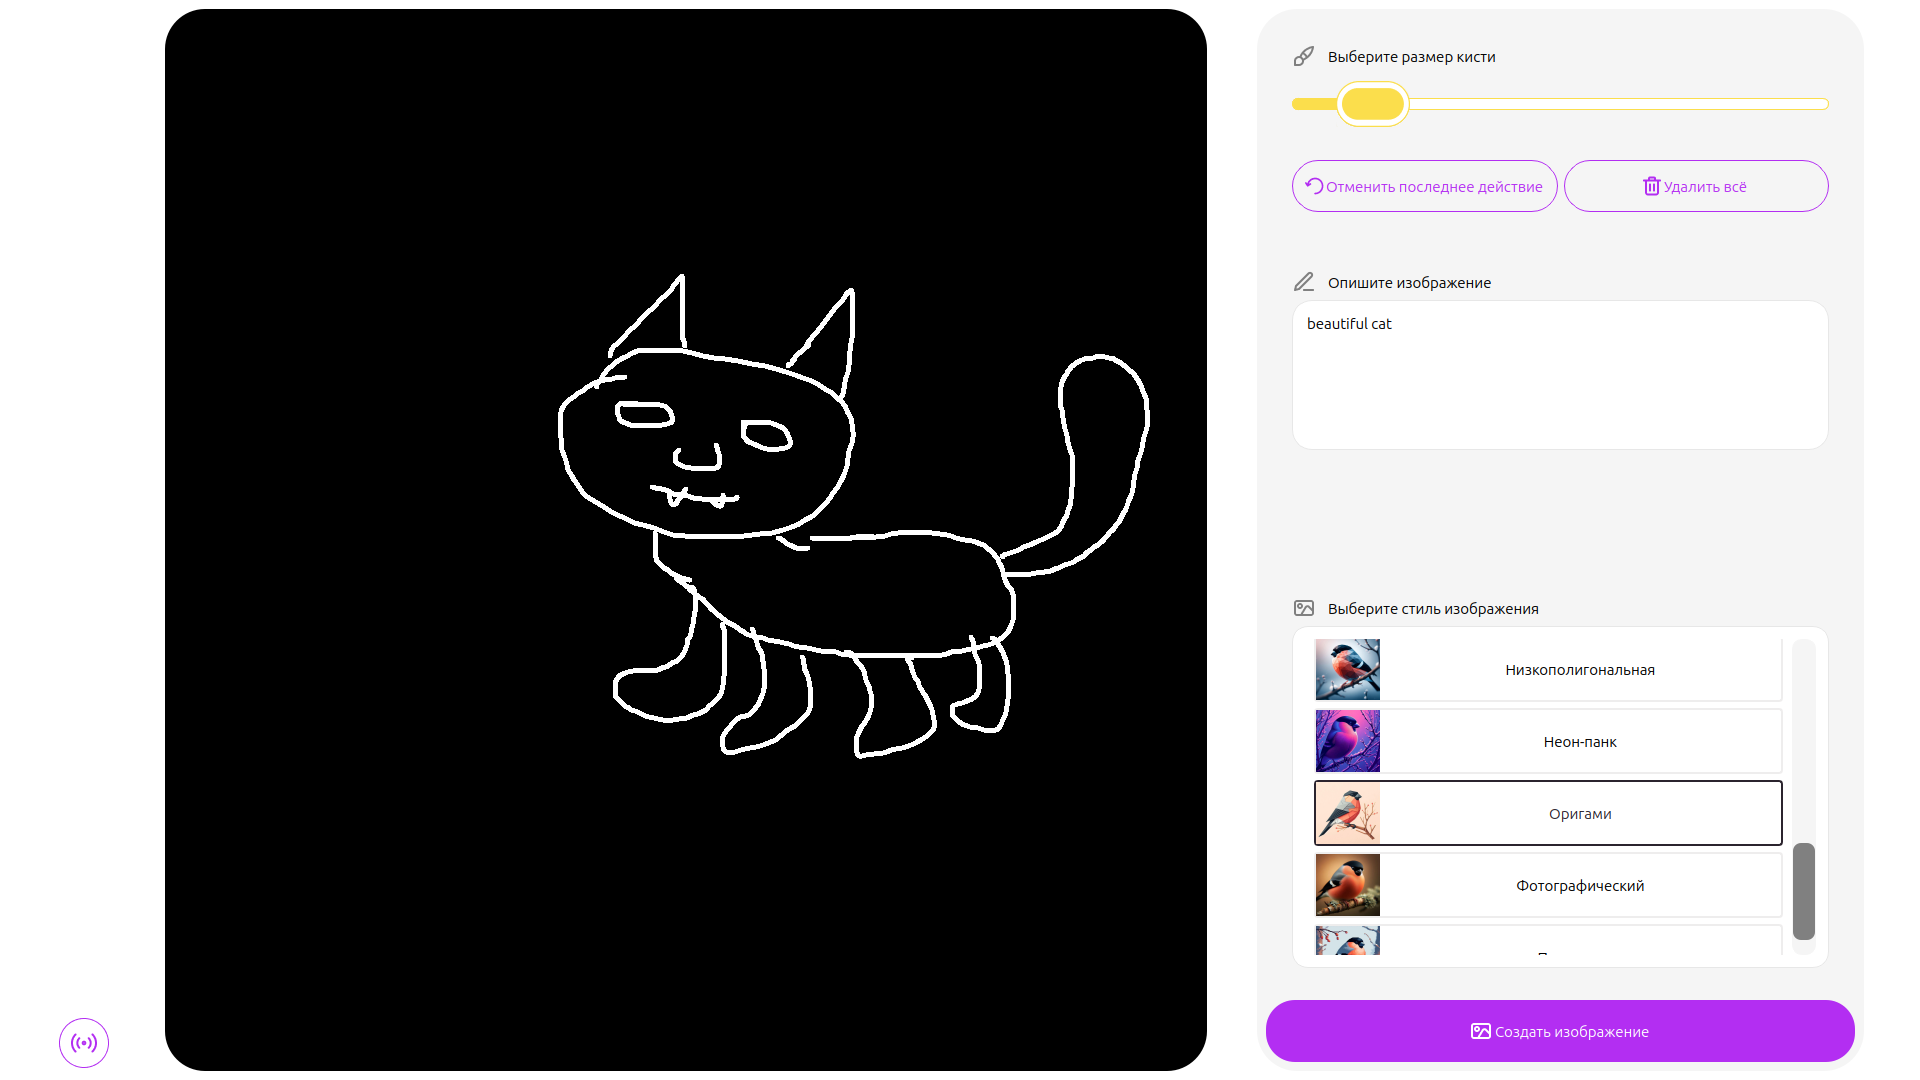 Выберите размер кисти
Отменить последнее действие
Удалить всё
Опишите изображение
beautiful cat
Выберите стиль изображения
Низкополигональная
Неон-панк
Оригами
Фотографический
Создать изображение